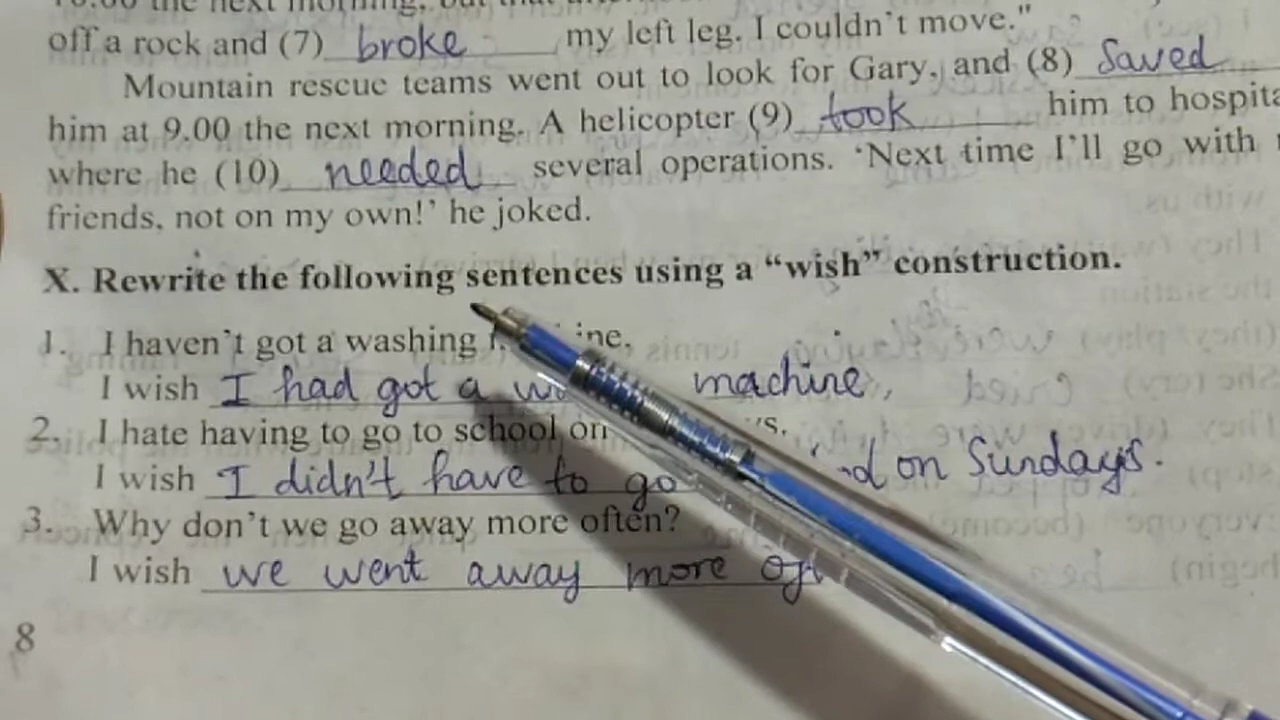 off a rock and (7) broke my left leg. I couldn't move."
Mountain rescue teams went out to look for Gary, and (8) Saved
him at 9.00 the next morning. A helicopter (9) took him to
where he (10) needed several operations. 'Next time I'll go with
friends, not on my own!' he joked.
X. Rewrite the following sentences using a "wish" construction.
1. I haven't got a washing
I wish I had got a machine.
2. I hate having to go to school on
I wish I didn't have to go on Sundays.
3. Why don't we go away more often?
I wish we went away more
8